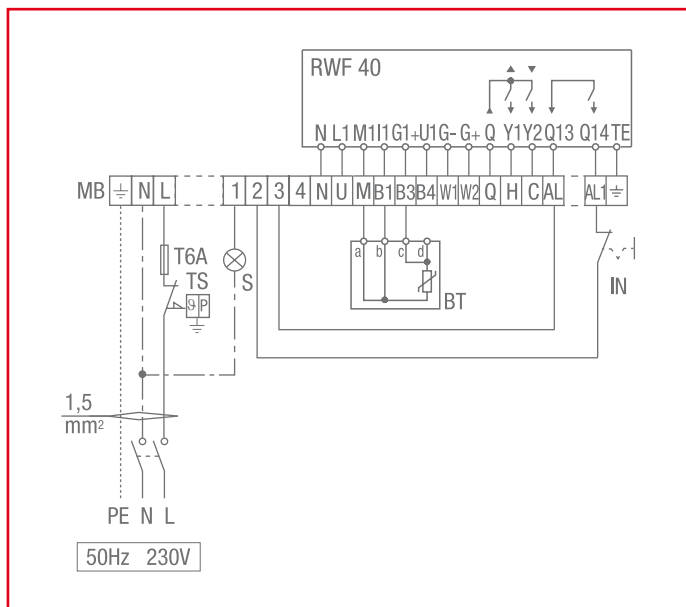 RWF 40
N L1 M1 I1 G1+ U1 G- G+ Q Y1 Y2 Q13 Q14 TE
MB N L 1 2 3 4 N U M B1 B3 B4 W1 W2 Q H C AL AL1
a b c d
T6A
S
TS
ϑ P
BT
IN
1,5
mm²
PE N L
50Hz 230V